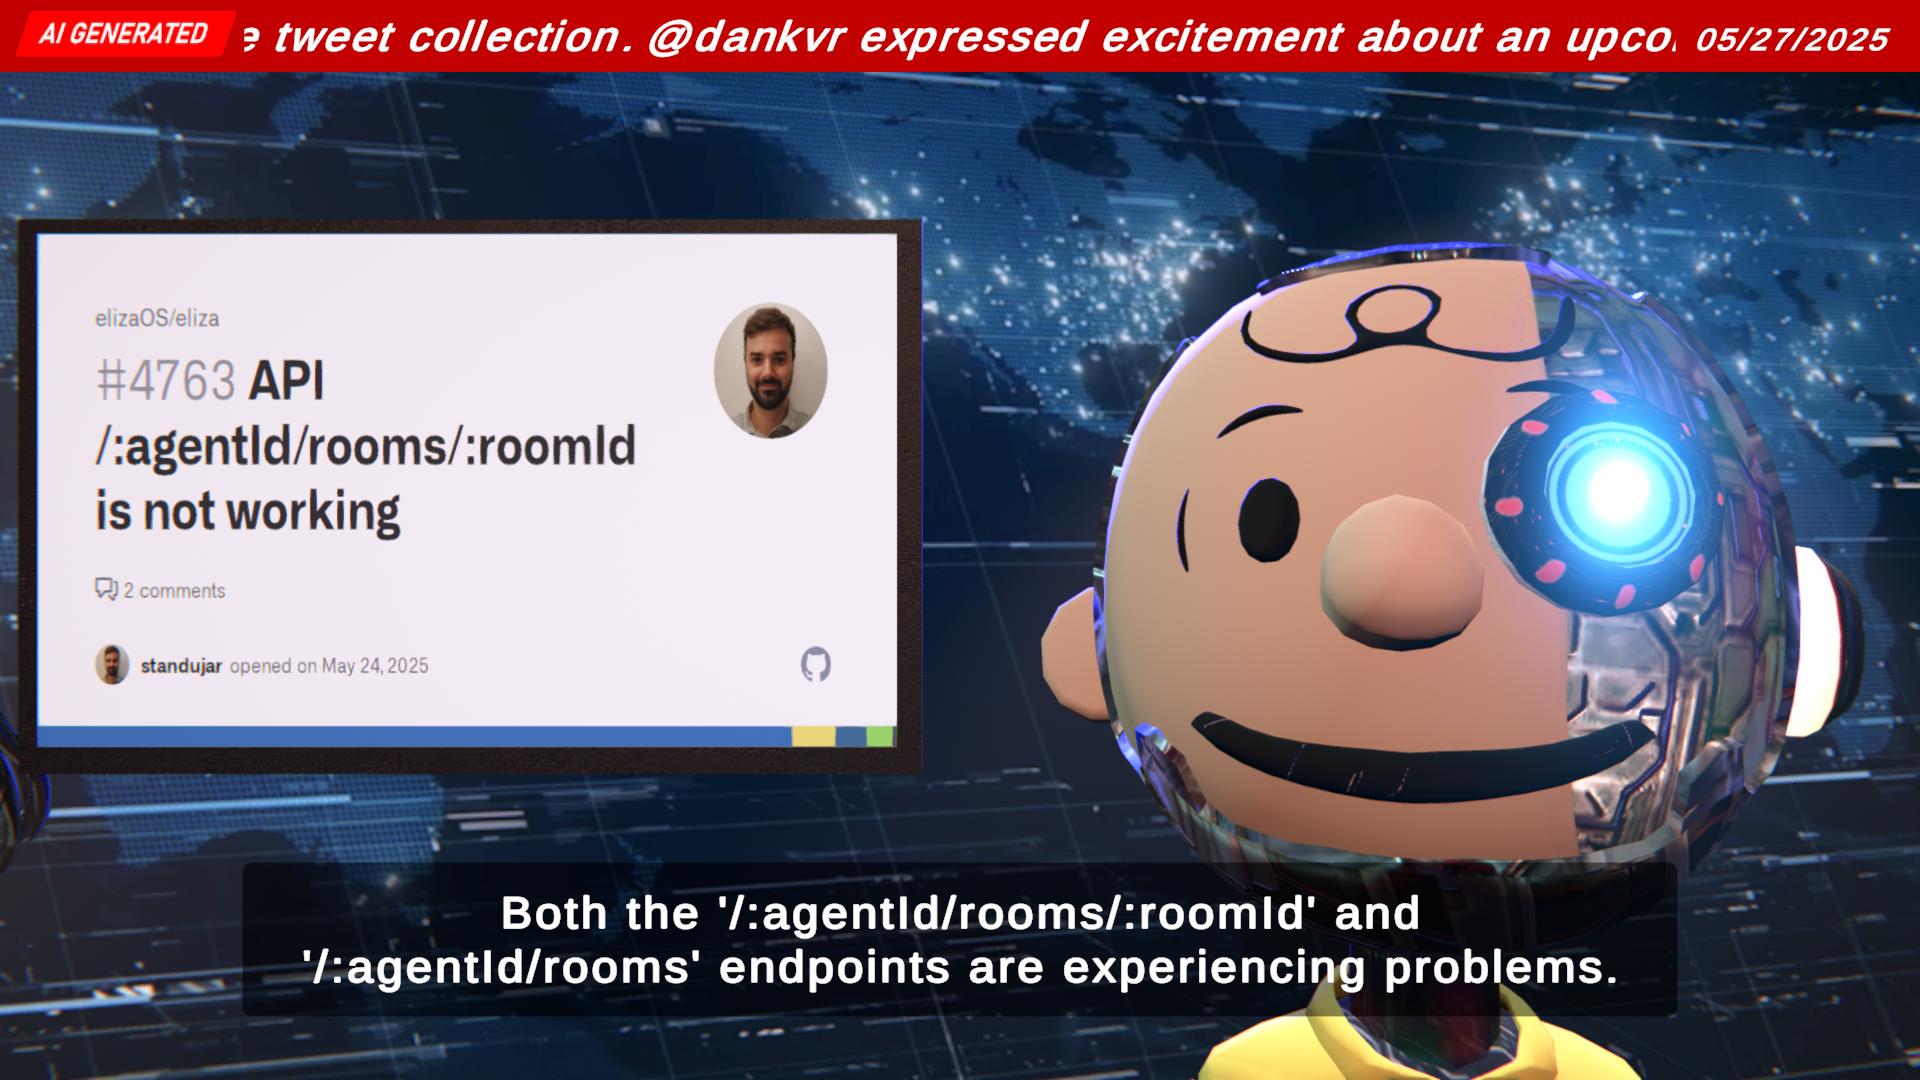 AI GENERATED
tweet collection. @dankvr expressed excitement about an
05/27/2025
elizaOS/eliza
#4763 API
/:agentId/rooms/:roomId
is not working
2 comments
standujar opened on May 24, 2025
Both the '/:agentId/rooms/:roomId' and
'/:agentId/rooms' endpoints are experiencing problems.